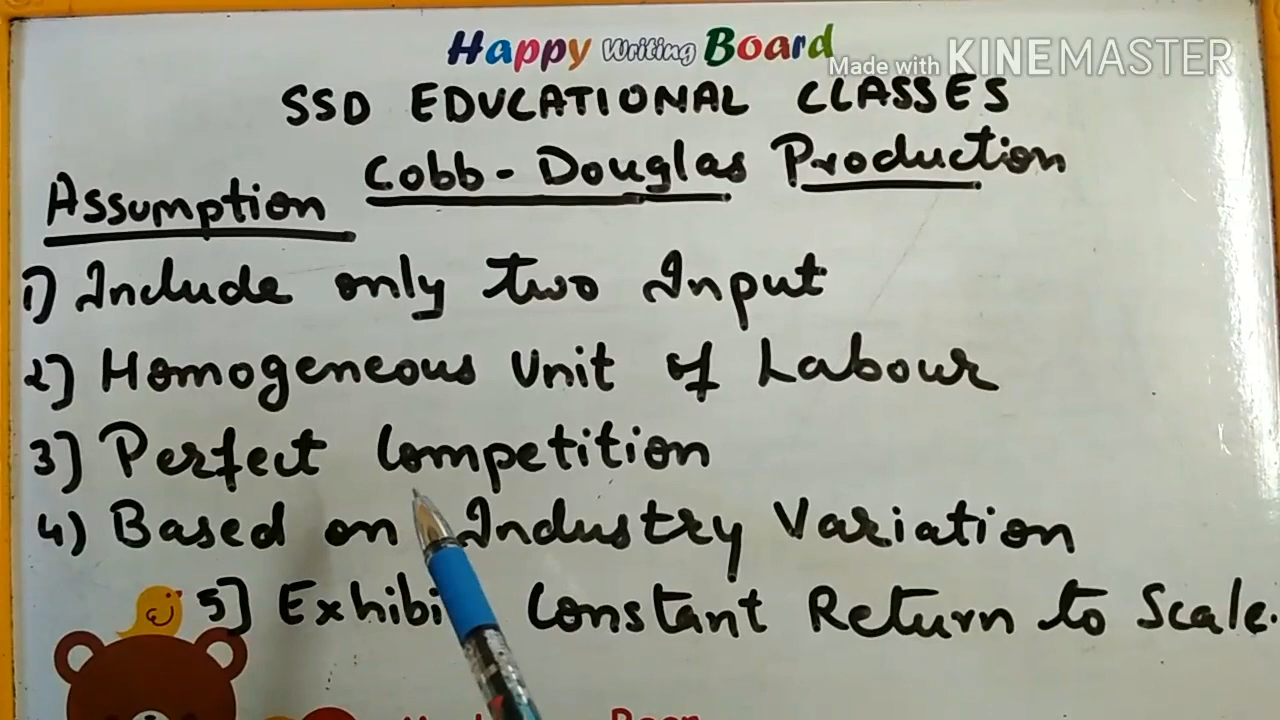 Happy Writing Board
Made with KINEMASTER
SSD EDUCATIONAL CLASSES
Cobb-Douglas Production
Assumption
1) Include only two Input
2) Homogeneous Unit of Labour
3) Perfect Competition
4) Based on Industry Variation
5) Exhibi Constant Return to Scale.